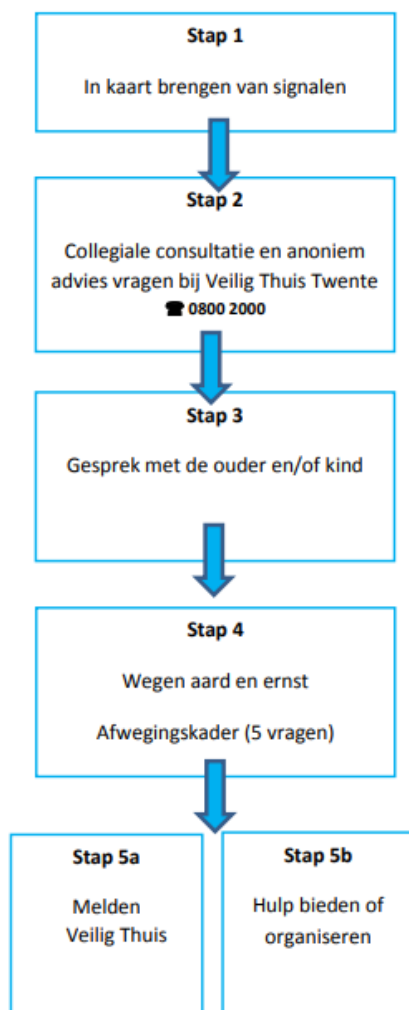 Stap 1
In kaart brengen van signalen
Stap 2
Collegiale consultatie en anoniem
advies vragen bij Veilig Thuis Twente
☎ 0800 2000
Stap 3
Gesprek met de ouder en/of kind
Stap 4
Wegen aard en ernst
Afwegingskader (5 vragen)
Stap 5a
Melden
Veilig Thuis
Stap 5b
Hulp bieden of
organiseren